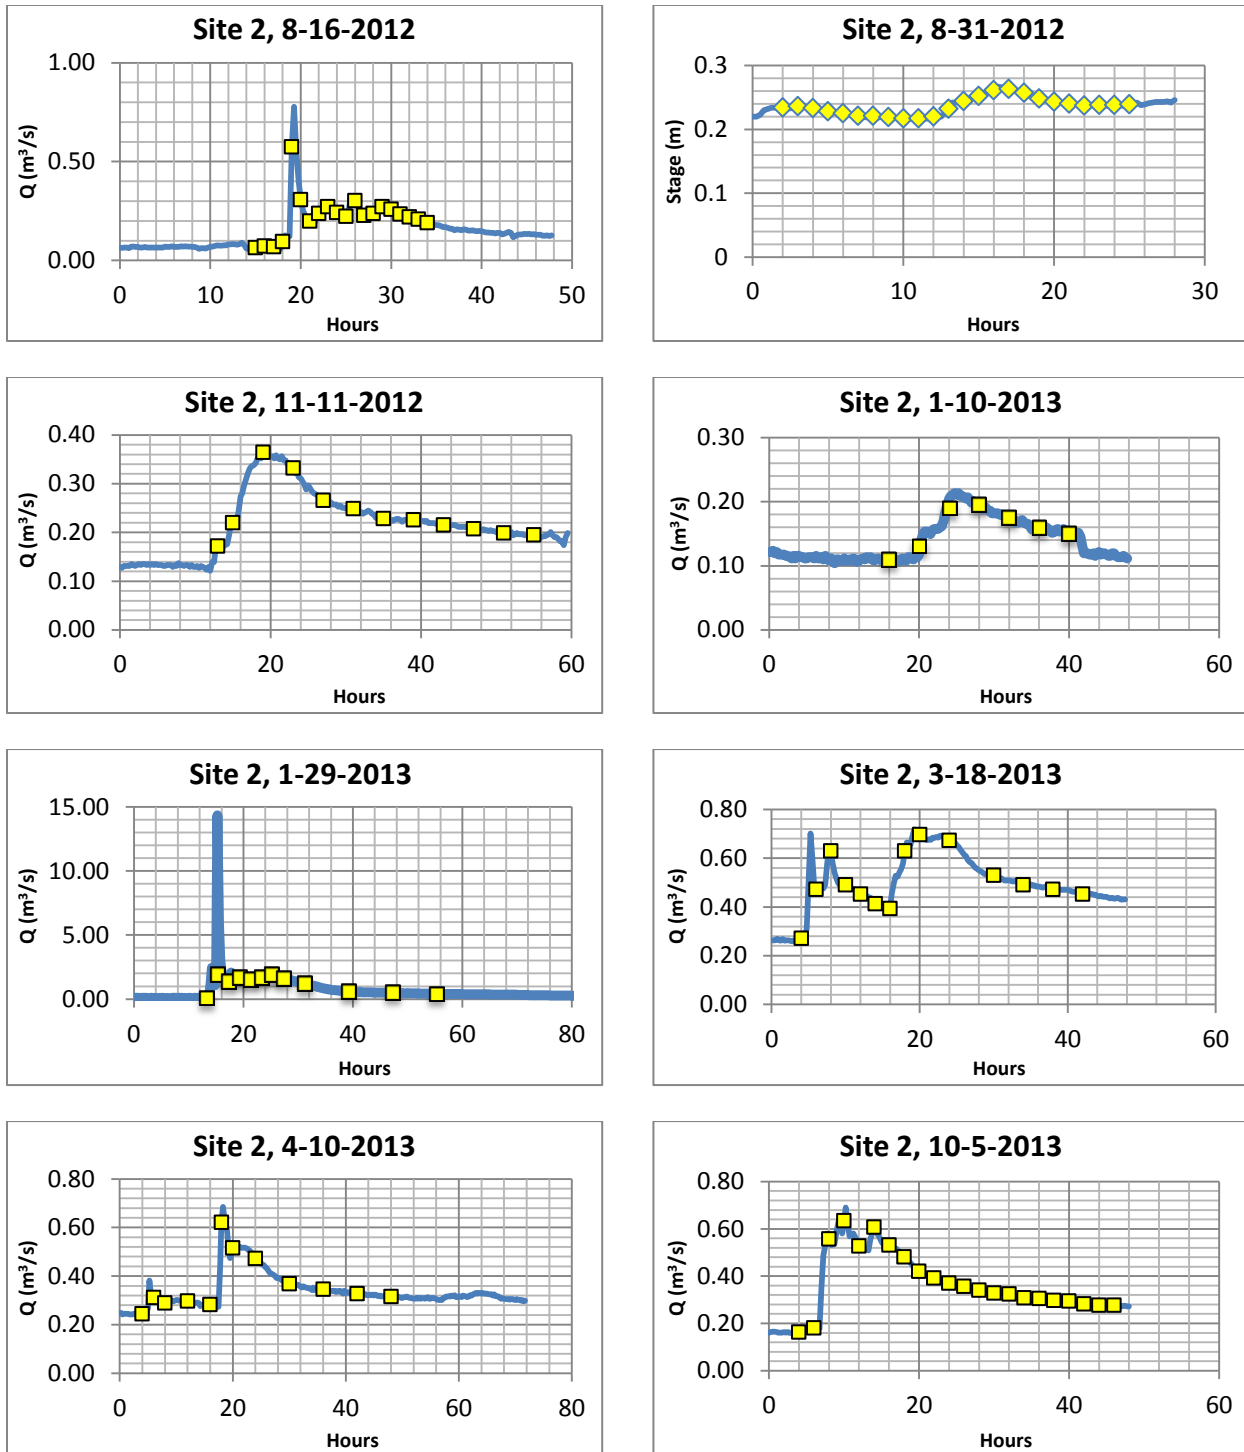 Site 2, 8-16-2012
Q (m³/s)
1.00
0.50
0.00
0 10 20 30 40 50
Hours
Site 2, 8-31-2012
Stage (m)
0.3
0.2
0.1
0
0 10 20 30
Hours
Site 2, 11-11-2012
Q (m³/s)
0.40
0.30
0.20
0.10
0.00
0 20 40 60
Hours
Site 2, 1-10-2013
Q (m³/s)
0.30
0.20
0.10
0.00
0 20 40 60
Hours
Site 2, 1-29-2013
Q (m³/s)
15.00
10.00
5.00
0.00
0 20 40 60 80
Hours
Site 2, 3-18-2013
Q (m³/s)
0.80
0.60
0.40
0.20
0.00
0 20 40 60
Hours
Site 2, 4-10-2013
Q (m³/s)
0.80
0.60
0.40
0.20
0.00
0 20 40 60 80
Hours
Site 2, 10-5-2013
Q (m³/s)
0.80
0.60
0.40
0.20
0.00
0 20 40 60
Hours